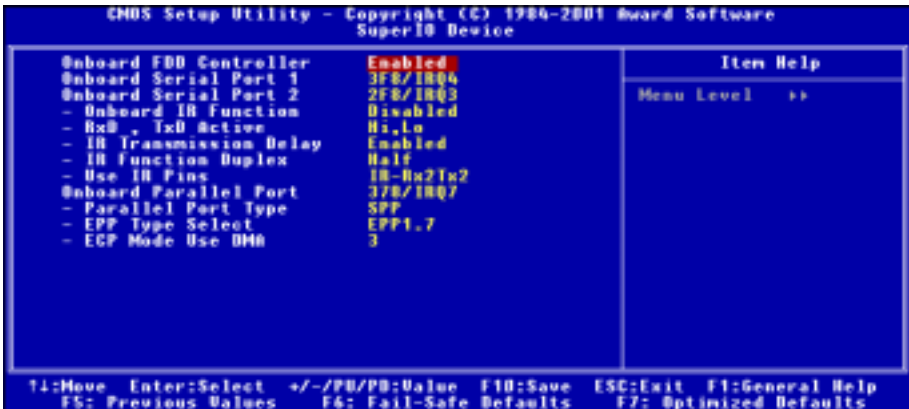 CMOS Setup Utility - Copyright (C) 1984-2001 Award Software
SuperIO Device
Onboard FDD Controller Enabled
Onboard Serial Port 1 3F8/IRQ4
Onboard Serial Port 2 2F8/IRQ3
- Onboard IR Function Disabled
- RxD , TxD Active Hi,Lo
- IR Transmission Delay Enabled
- IR Function Duplex Half
- Use IR Pins IR-Rx2Tx2
Onboard Parallel Port 378/IRQ7
- Parallel Port Type SPP
- EPP Type Select EPP1.7
- ECP Mode Use DMA 3
Item Help
Menu Level ▸▸
↑↓:Move Enter:Select +/-/PU/PD:Value F10:Save ESC:Exit F1:General Help
F5: Previous Values F6: Fail-Safe Defaults F7: Optimized Defaults